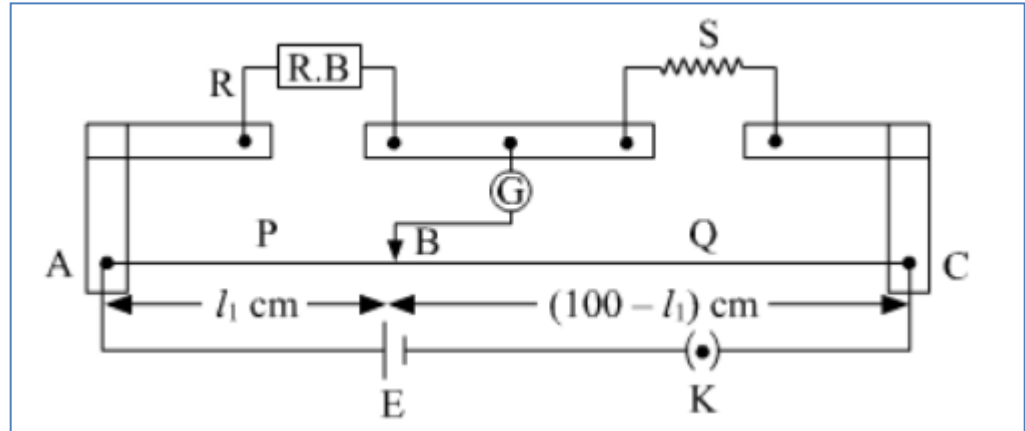 S
R R.B
G
P B Q
A C
l₁ cm (100 – l₁) cm
E K